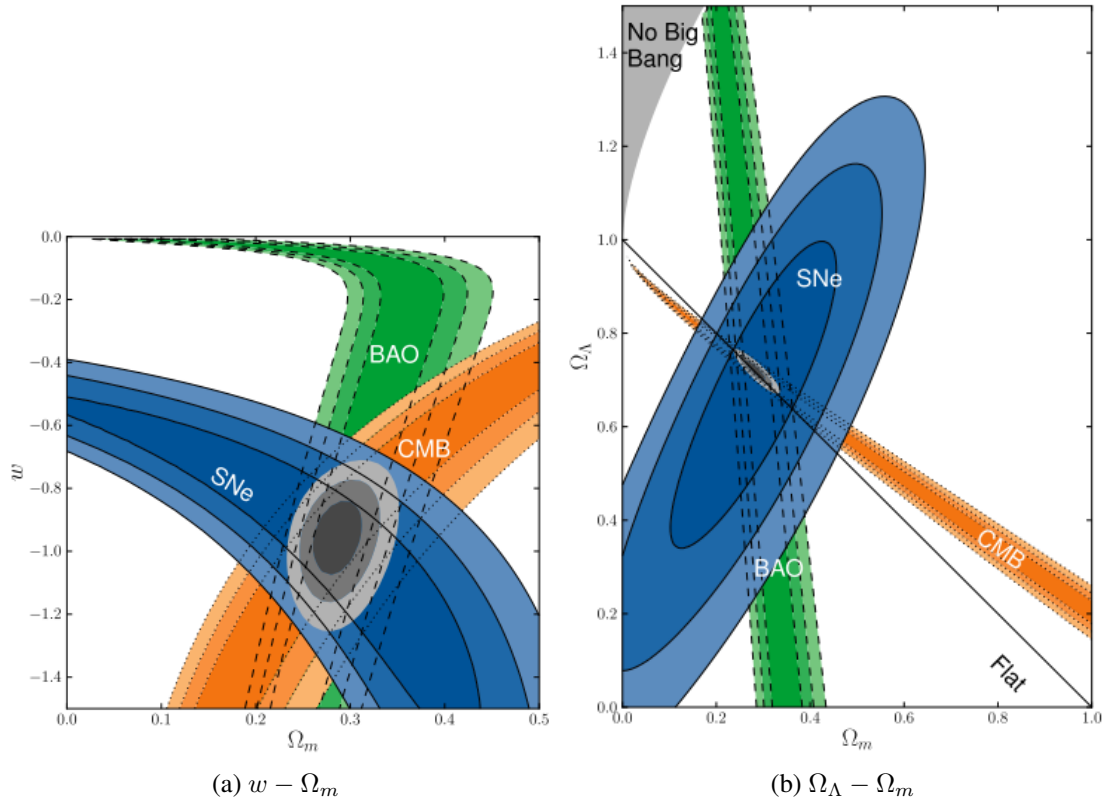 0.0
−0.2
−0.4
−0.6
−0.8
−1.0
−1.2
−1.4
w
0.0 0.1 0.2 0.3 0.4 0.5
Ωₘ
BAO
CMB
SNe
(a) w − Ωₘ
No Big
Bang
1.4
1.2
1.0
0.8
0.6
0.4
0.2
0.0
Ω_Λ
SNe
BAO
CMB
Flat
0.0 0.2 0.4 0.6 0.8 1.0
Ωₘ
(b) Ω_Λ − Ωₘ